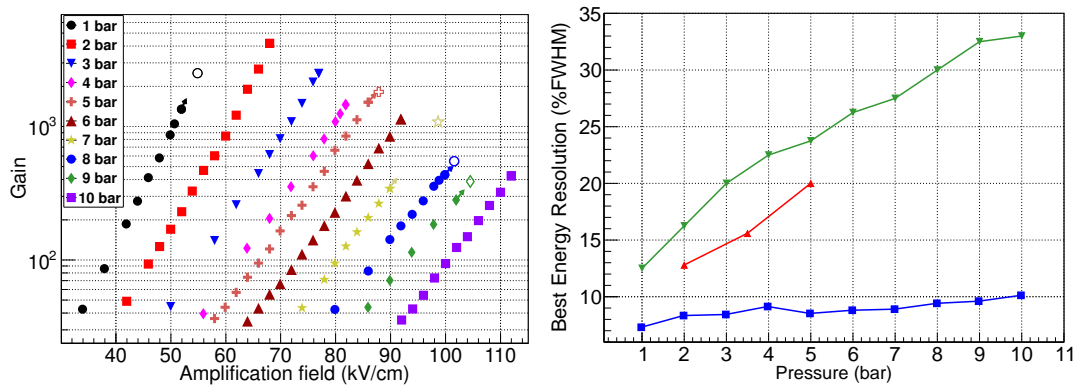 1 bar
2 bar
3 bar
4 bar
5 bar
6 bar
7 bar
8 bar
9 bar
10 bar
Gain
10³
10²
40 50 60 70 80 90 100 110
Amplification field (kV/cm)
Best Energy Resolution (%FWHM)
35
30
25
20
15
10
1 2 3 4 5 6 7 8 9 10 11
Pressure (bar)